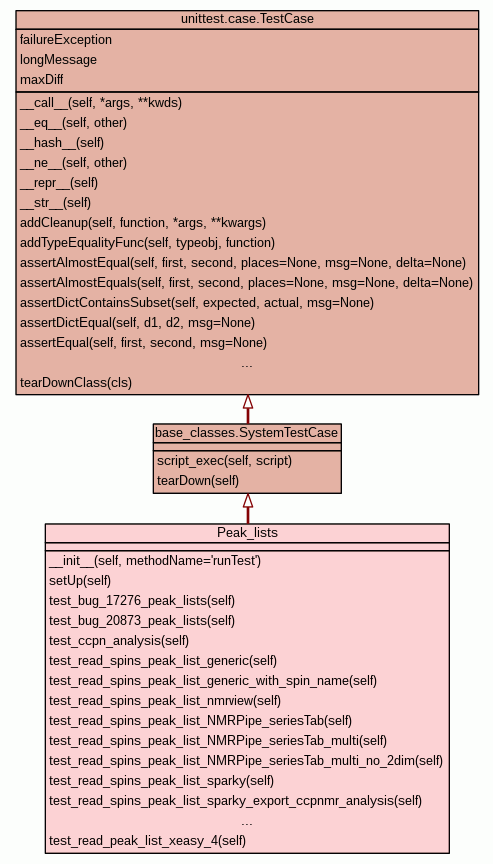 unittest.case.TestCase
failureException
longMessage
maxDiff
__call__(self, *args, **kwds)
__eq__(self, other)
__hash__(self)
__ne__(self, other)
__repr__(self)
__str__(self)
addCleanup(self, function, *args, **kwargs)
addTypeEqualityFunc(self, typeobj, function)
assertAlmostEqual(self, first, second, places=None, msg=None, delta=None)
assertAlmostEquals(self, first, second, places=None, msg=None, delta=None)
assertDictContainsSubset(self, expected, actual, msg=None)
assertDictEqual(self, d1, d2, msg=None)
assertEqual(self, first, second, msg=None)
...
tearDownClass(cls)
base_classes.SystemTestCase
script_exec(self, script)
tearDown(self)
Peak_lists
__init__(self, methodName='runTest')
setUp(self)
test_bug_17276_peak_lists(self)
test_bug_20873_peak_lists(self)
test_ccpn_analysis(self)
test_read_spins_peak_list_generic(self)
test_read_spins_peak_list_generic_with_spin_name(self)
test_read_spins_peak_list_nmrview(self)
test_read_spins_peak_list_NMRPipe_seriesTab(self)
test_read_spins_peak_list_NMRPipe_seriesTab_multi(self)
test_read_spins_peak_list_NMRPipe_seriesTab_multi_no_2dim(self)
test_read_spins_peak_list_sparky(self)
test_read_spins_peak_list_sparky_export_ccpnmr_analysis(self)
...
test_read_peak_list_xeasy_4(self)